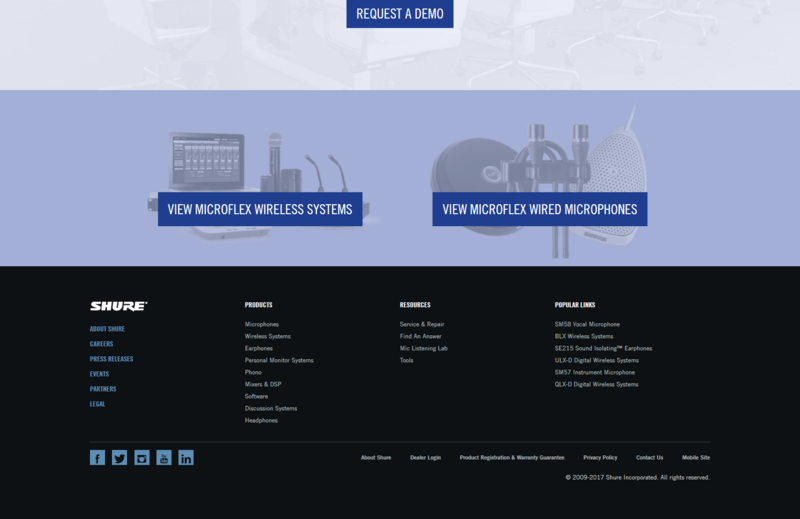 REQUEST A DEMO
VIEW MICROFLEX WIRELESS SYSTEMS
VIEW MICROFLEX WIRED MICROPHONES
SHURE
ABOUT SHURE
CAREERS
PRESS RELEASES
EVENTS
PARTNERS
LEGAL
PRODUCTS
Microphones
Wireless Systems
Earphones
Personal Monitor Systems
Phono
Mixers & DSP
Software
Discussion Systems
Headphones
RESOURCES
Service & Repair
Find An Answer
Mic Listening Lab
Tools
POPULAR LINKS
SM58 Vocal Microphone
BLX Wireless Systems
SE215 Sound Isolating™ Earphones
ULX-D Digital Wireless Systems
SM57 Instrument Microphone
QLX-D Digital Wireless Systems
About Shure
Dealer Login
Product Registration & Warranty Guarantee
Privacy Policy
Contact Us
Mobile Site
© 2009-2017 Shure Incorporated. All rights reserved.